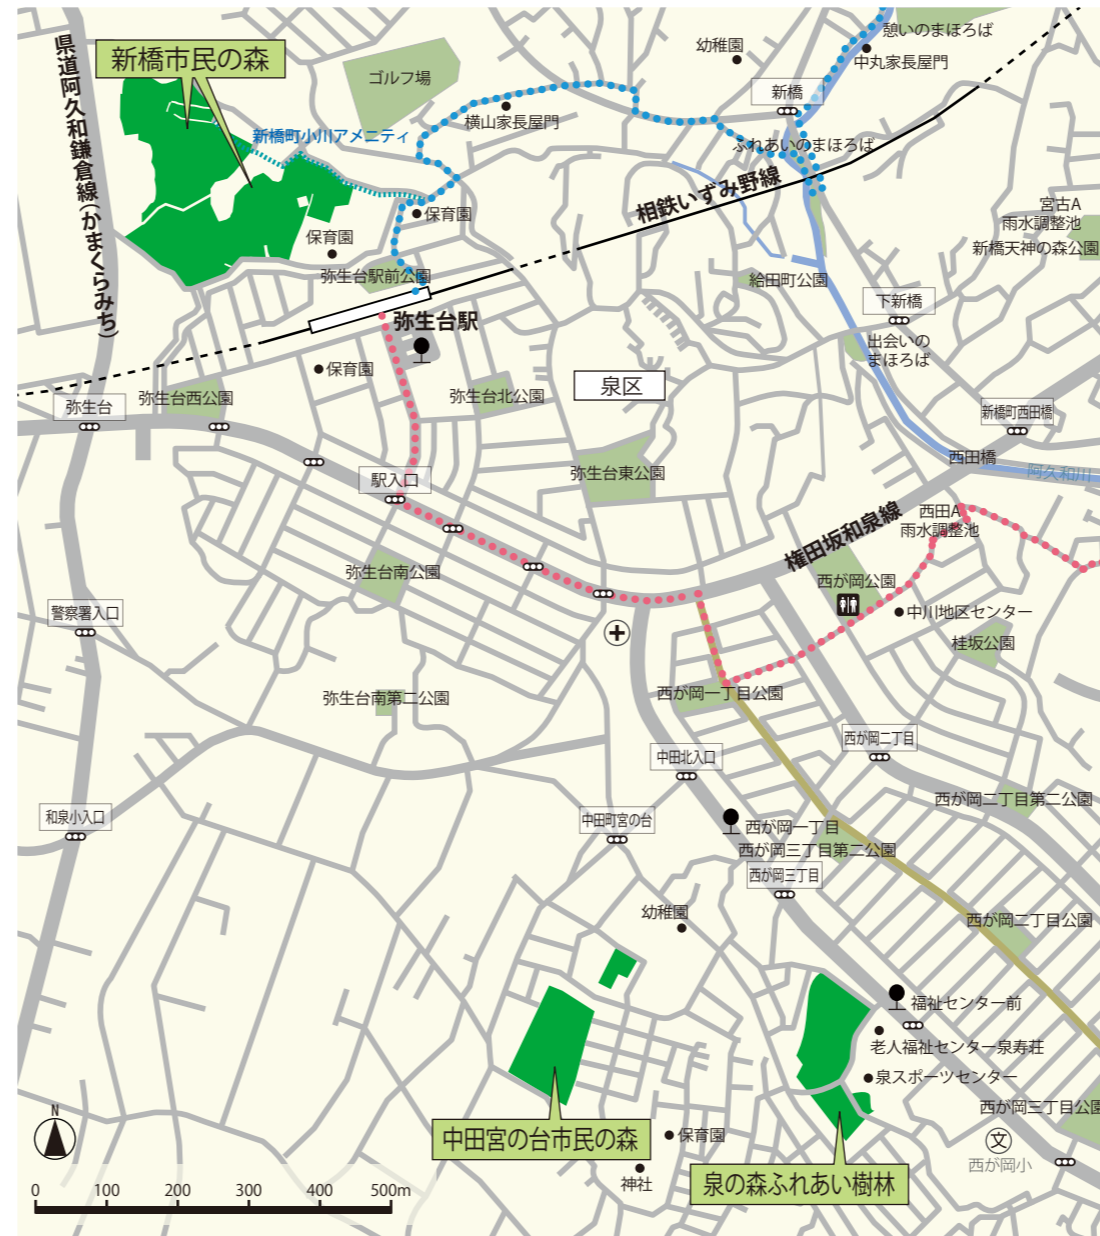 県道阿久和鎌倉線(かまくらみち)
新橋市民の森
ゴルフ場
幼稚園
憩いのまほろば
中丸家長屋門
新橋
横山家長屋門
新橋町小川アメニティ
ふれあいのまほろば
相鉄いずみ野線
宮古A
雨水調整池
新橋天神の森公園
保育園
保育園
弥生台駅前公園
給田町公園
下新橋
弥生台駅
出会いの
まほろば
保育園
泉区
弥生台
弥生台西公園
弥生台北公園
新橋町西田橋
西田橋
阿久和川
弥生台東公園
駅入口
権田坂和泉線
西田A
雨水調整池
弥生台南公園
西が岡公園
警察署入口
中川地区センター
桂坂公園
弥生台南第二公園
西が岡一丁目公園
西が岡二丁目
中田北入口
西が岡二丁目第二公園
和泉小入口
中田町宮の台
西が岡一丁目
西が岡三丁目第二公園
西が岡三丁目
幼稚園
西が岡二丁目公園
福祉センター前
老人福祉センター泉寿荘
泉スポーツセンター
西が岡三丁目公園
N
中田宮の台市民の森
保育園
文
西が岡小
神社
泉の森ふれあい樹林
0 100 200 300 400 500m